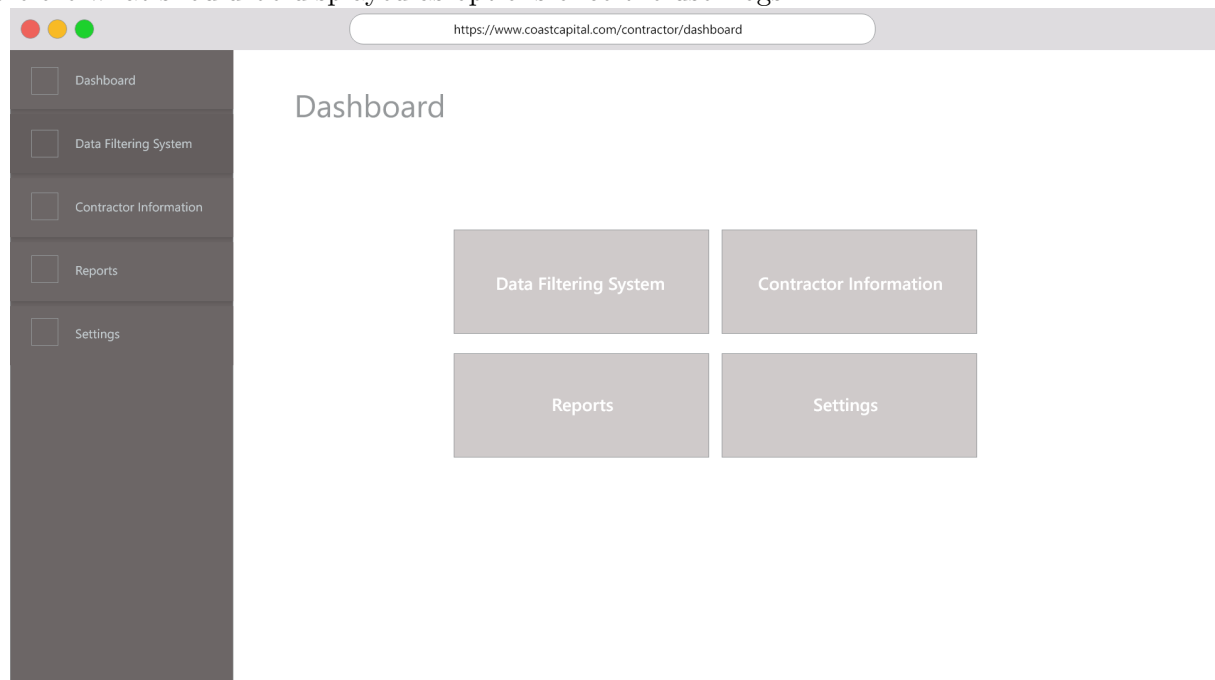 https://www.coastcapital.com/contractor/dashboard
Dashboard
Data Filtering System
Contractor Information
Reports
Settings
Dashboard
Data Filtering System
Contractor Information
Reports
Settings